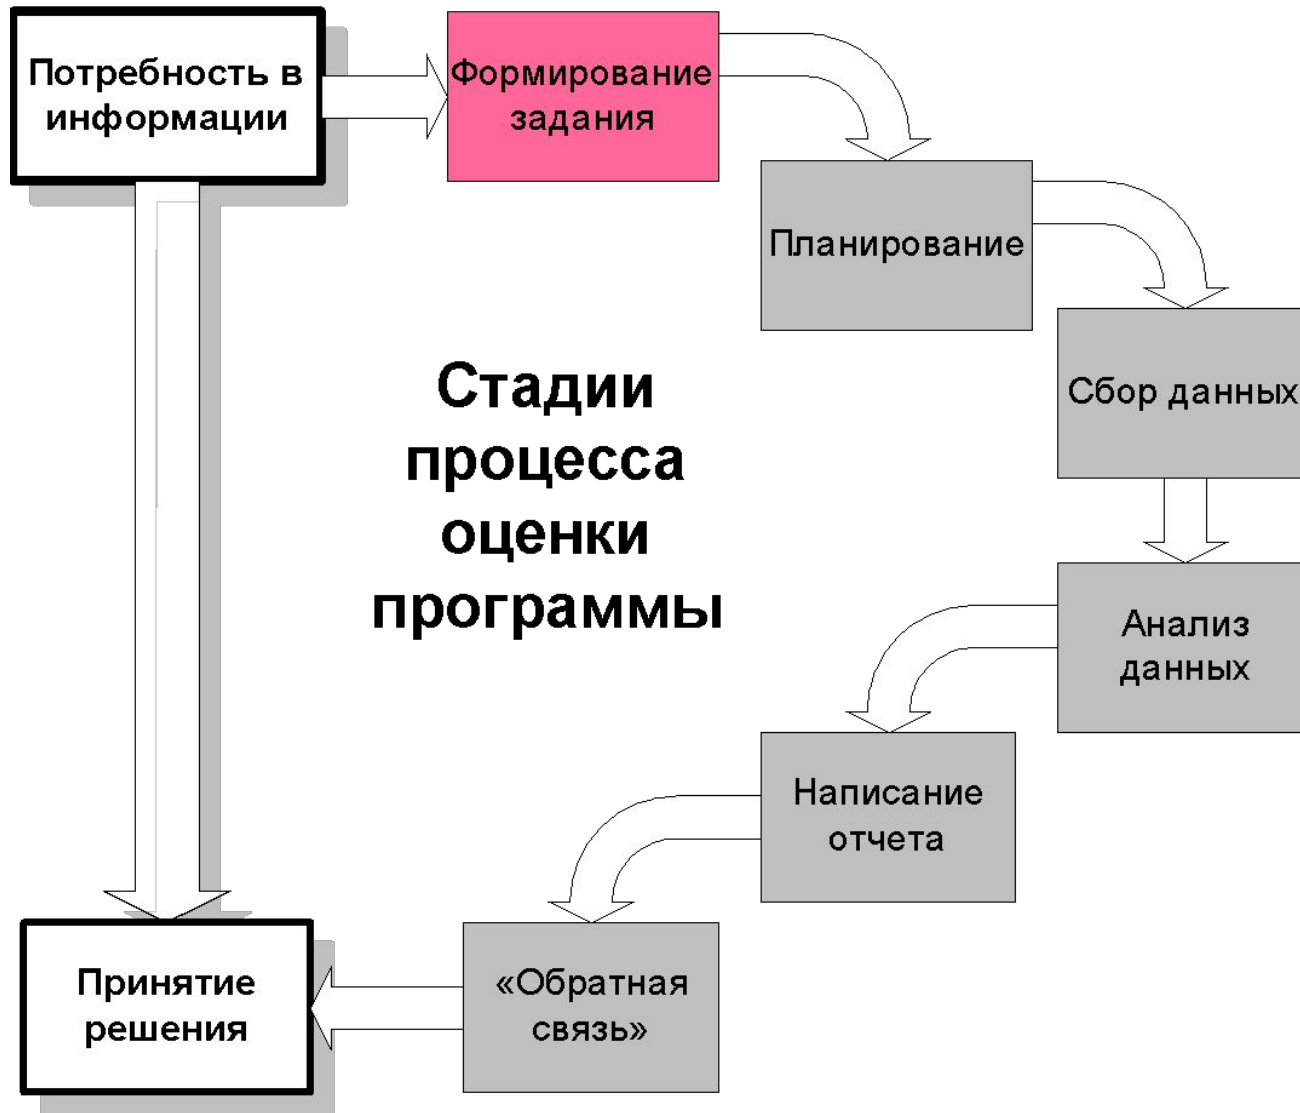 Потребность в
информации
Формирование
задания
Планирование
Сбор данных
Стадии
процесса
оценки
программы
Анализ
данных
Написание
отчета
«Обратная
связь»
Принятие
решения